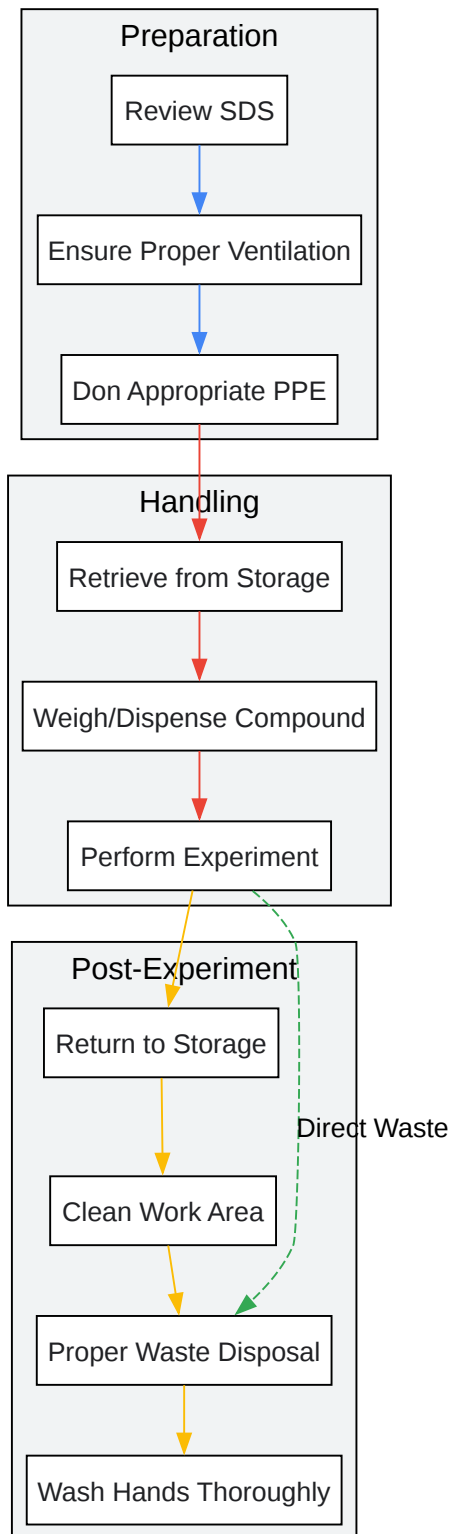 Preparation
Review SDS
Ensure Proper Ventilation
Don Appropriate PPE
Handling
Retrieve from Storage
Weigh/Dispense Compound
Perform Experiment
Post-Experiment
Return to Storage
Direct Waste
Clean Work Area
Proper Waste Disposal
Wash Hands Thoroughly